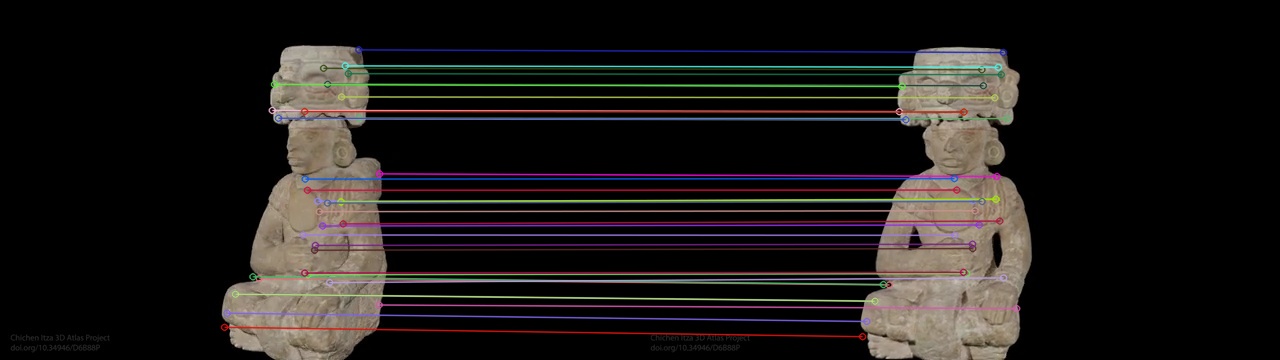 Chichen Itza 3D Atlas Project
doi.org/10.34946/D6B88P
Chichen Itza 3D Atlas Project
doi.org/10.34946/D6B88P